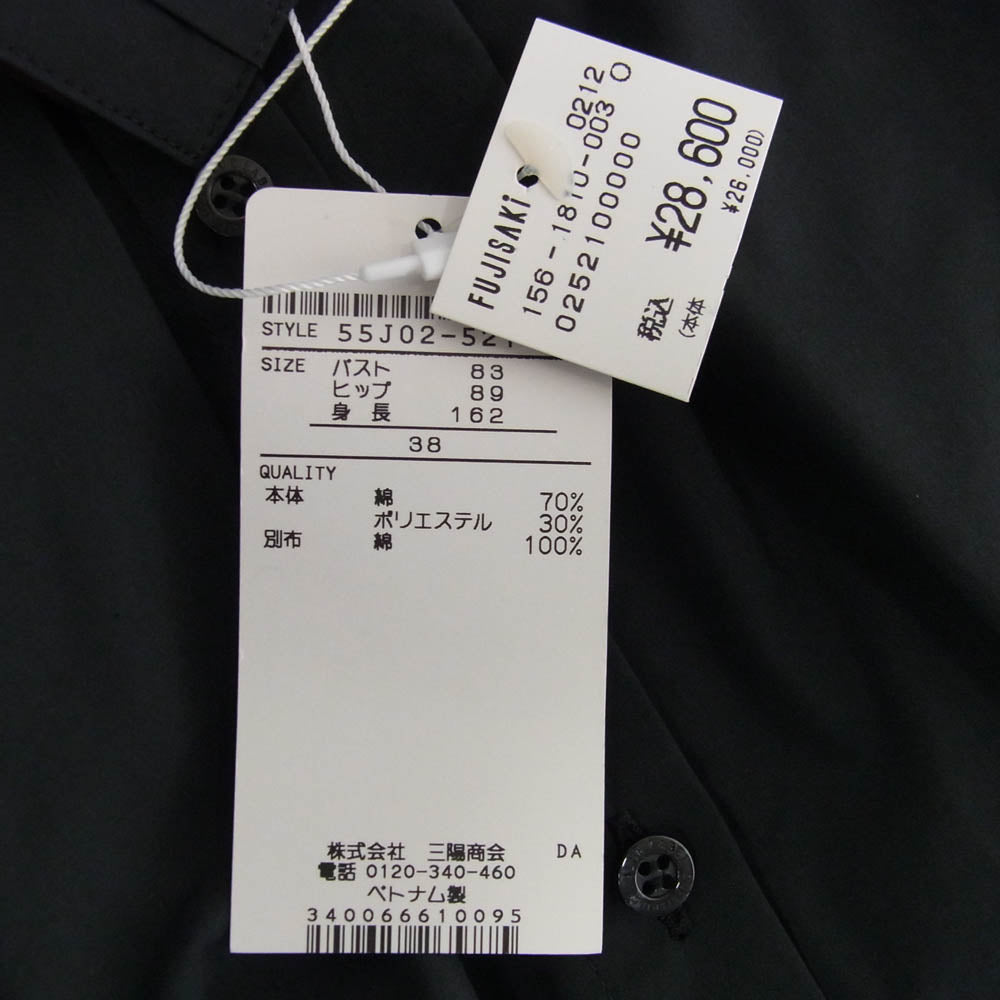 FUJISAKi
156-1810-003
0212
0252100000
¥28,600
¥26.000)
税込
(本体
STYLE 55J02-521
SIZE バスト 83
ヒップ 89
身長 162
38
QUALITY
本体 綿 70%
ポリエステル 30%
別布 綿 100%
株式会社 三陽商会 DA
電話 0120-340-460
ベトナム製
340066610095